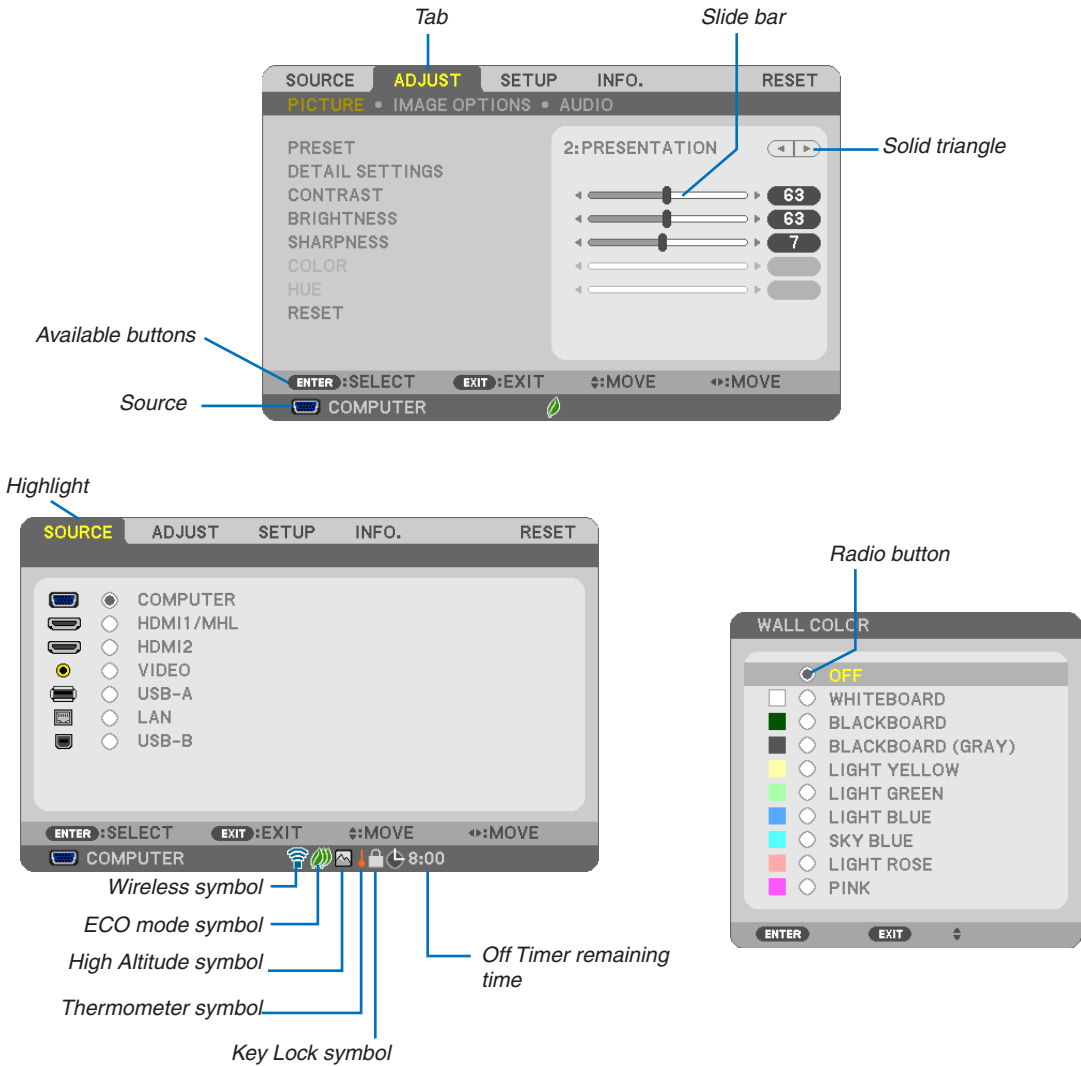 Tab
Slide bar
SOURCE ADJUST SETUP INFO. RESET
PICTURE • IMAGE OPTIONS • AUDIO
PRESET 2:PRESENTATION
Solid triangle
DETAIL SETTINGS
CONTRAST 63
BRIGHTNESS 63
SHARPNESS 7
COLOR
HUE
RESET
Available buttons
ENTER:SELECT EXIT:EXIT :MOVE :MOVE
Source
COMPUTER
Highlight
SOURCE ADJUST SETUP INFO. RESET
COMPUTER
HDMI1/MHL
HDMI2
VIDEO
USB-A
LAN
USB-B
ENTER:SELECT EXIT:EXIT :MOVE :MOVE
COMPUTER 8:00
Wireless symbol
ECO mode symbol
High Altitude symbol
Thermometer symbol
Key Lock symbol
Off Timer remaining
time
Radio button
WALL COLOR
OFF
WHITEBOARD
BLACKBOARD
BLACKBOARD (GRAY)
LIGHT YELLOW
LIGHT GREEN
LIGHT BLUE
SKY BLUE
LIGHT ROSE
PINK
ENTER EXIT